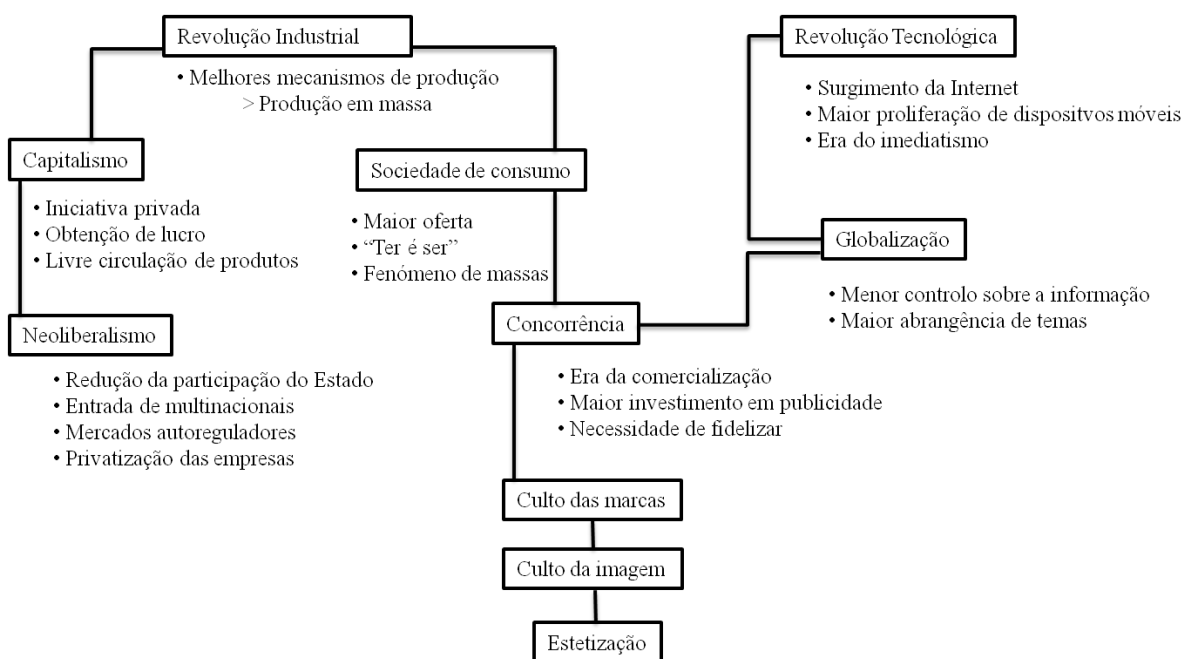 Revolução Industrial
• Melhores mecanismos de produção
> Produção em massa
Capitalismo
• Iniciativa privada
• Obtenção de lucro
• Livre circulação de produtos
Neoliberalismo
• Redução da participação do Estado
• Entrada de multinacionais
• Mercados autoreguladores
• Privatização das empresas
Sociedade de consumo
• Maior oferta
• “Ter é ser”
• Fenómeno de massas
Concorrência
• Era da comercialização
• Maior investimento em publicidade
• Necessidade de fidelizar
Culto das marcas
Culto da imagem
Estetização
Revolução Tecnológica
• Surgimento da Internet
• Maior proliferação de dispositvos móveis
• Era do imediatismo
Globalização
• Menor controlo sobre a informação
• Maior abrangência de temas